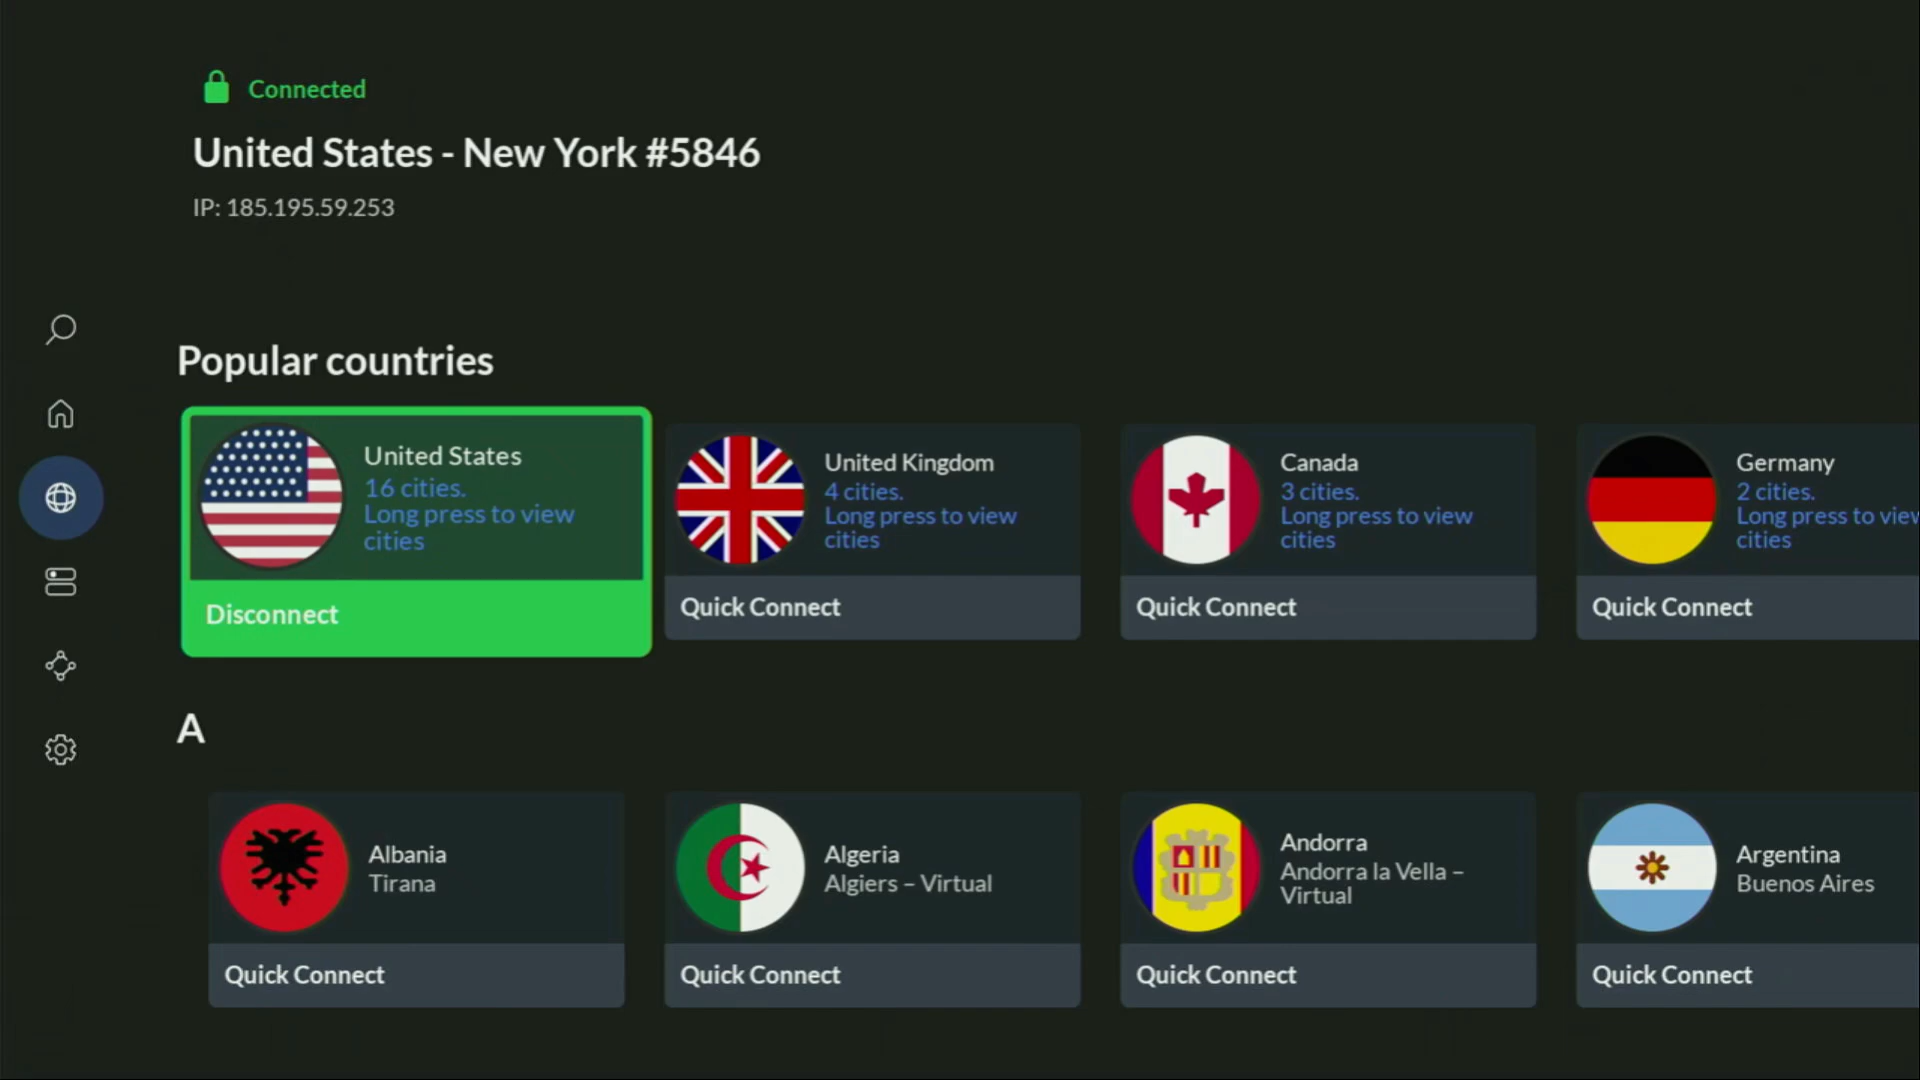 Connected
United States - New York #5846
IP: 185.195.59.253
Popular countries
United States
16 cities.
Long press to view
cities
Disconnect
United Kingdom
4 cities.
Long press to view
cities
Quick Connect
Canada
3 cities.
Long press to view
cities
Quick Connect
Germany
2 cities.
Long press to view
cities
Quick Connect
A
Albania
Tirana
Quick Connect
Algeria
Algiers – Virtual
Quick Connect
Andorra
Andorra la Vella –
Virtual
Quick Connect
Argentina
Buenos Aires
Quick Connect